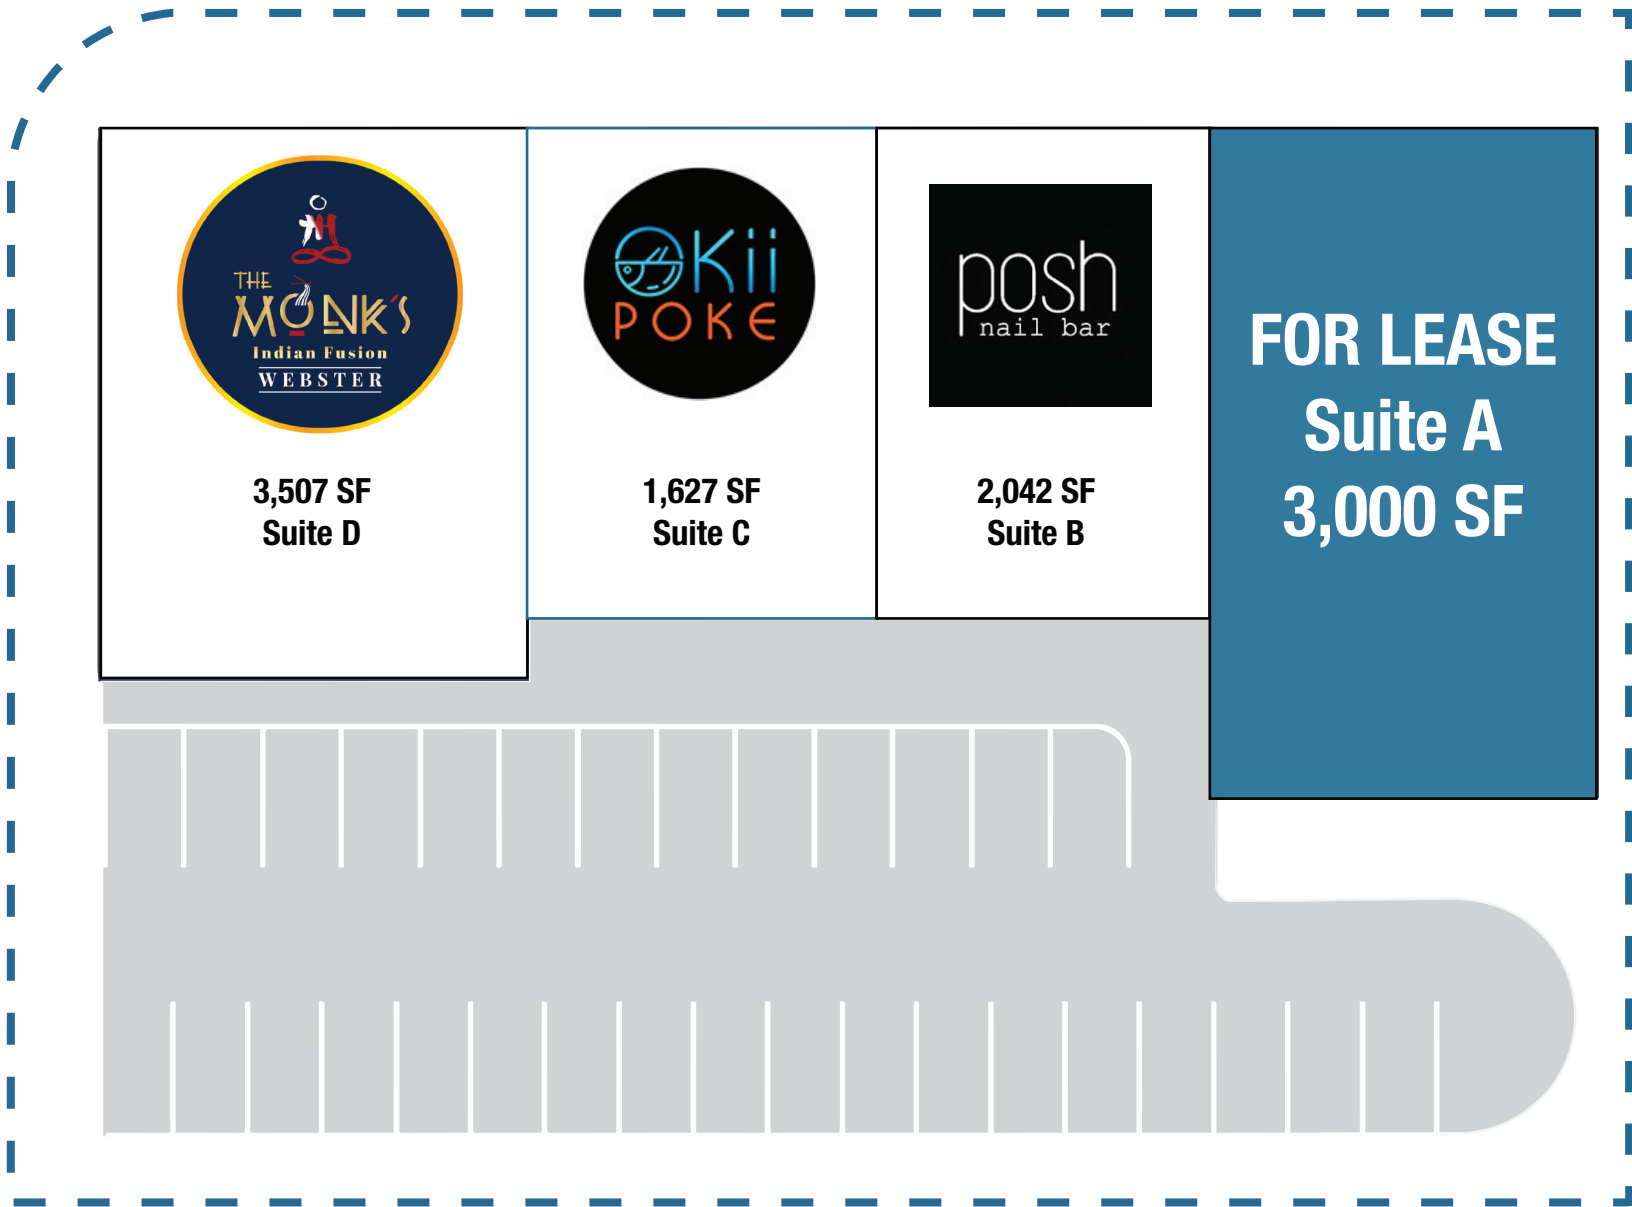 THE
MONK'S
Indian Fusion
WEBSTER
3,507 SF
Suite D
OKii
POKE
1,627 SF
Suite C
posh
nail bar
2,042 SF
Suite B
FOR LEASE
Suite A
3,000 SF